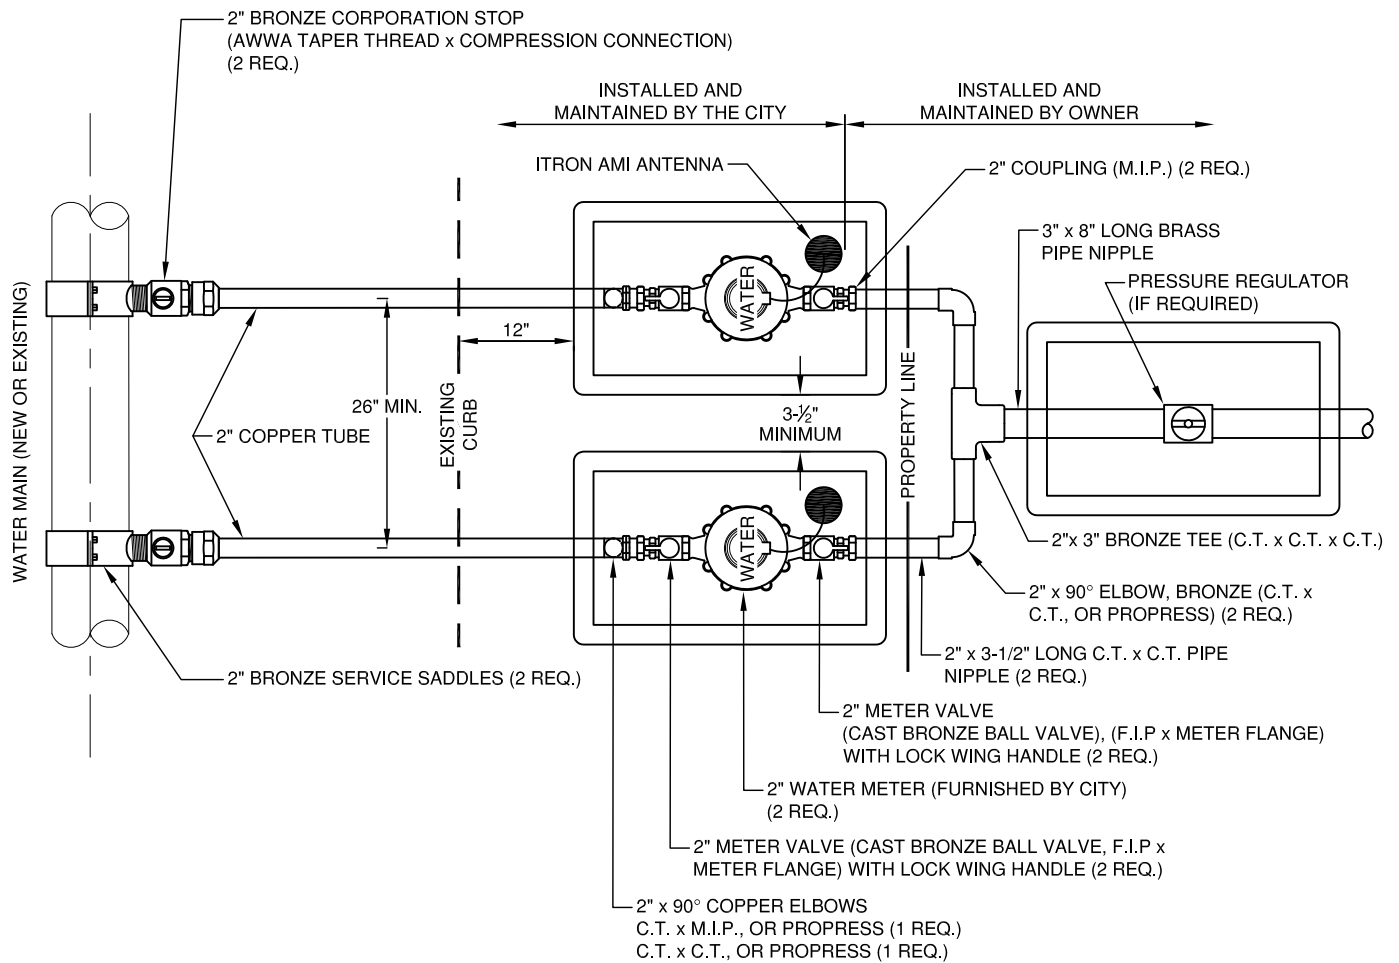 2" BRONZE CORPORATION STOP
(AWWA TAPER THREAD x COMPRESSION CONNECTION)
(2 REQ.)
INSTALLED AND
MAINTAINED BY THE CITY
INSTALLED AND
MAINTAINED BY OWNER
ITRON AMI ANTENNA
2" COUPLING (M.I.P.) (2 REQ.)
3" x 8" LONG BRASS
PIPE NIPPLE
PRESSURE REGULATOR
(IF REQUIRED)
WATER MAIN (NEW OR EXISTING)
WATER
12"
26" MIN.
EXISTING
CURB
3-½"
MINIMUM
PROPERTY LINE
2" COPPER TUBE
WATER
2"x 3" BRONZE TEE (C.T. x C.T. x C.T.)
2" x 90° ELBOW, BRONZE (C.T. x
C.T., OR PROPRESS) (2 REQ.)
2" x 3-1/2" LONG C.T. x C.T. PIPE
NIPPLE (2 REQ.)
2" BRONZE SERVICE SADDLES (2 REQ.)
2" METER VALVE
(CAST BRONZE BALL VALVE), (F.I.P x METER FLANGE)
WITH LOCK WING HANDLE (2 REQ.)
2" WATER METER (FURNISHED BY CITY)
(2 REQ.)
2" METER VALVE (CAST BRONZE BALL VALVE, F.I.P x
METER FLANGE) WITH LOCK WING HANDLE (2 REQ.)
2" x 90° COPPER ELBOWS
C.T. x M.I.P., OR PROPRESS (1 REQ.)
C.T. x C.T., OR PROPRESS (1 REQ.)